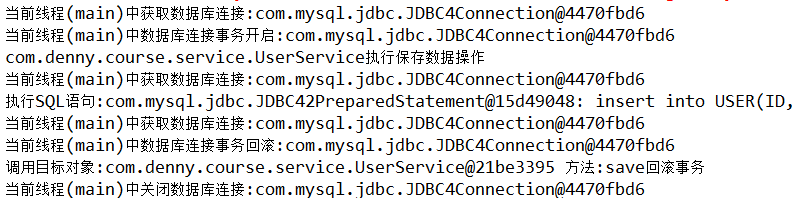 当前线程(main)中获取数据库连接:com.mysql.jdbc.JDBC4Connection@4470fbd6
当前线程(main)中数据库连接事务开启:com.mysql.jdbc.JDBC4Connection@4470fbd6
com.denny.course.service.UserService执行保存数据操作
当前线程(main)中获取数据库连接:com.mysql.jdbc.JDBC4Connection@4470fbd6
执行SQL语句:com.mysql.jdbc.JDBC42PreparedStatement@15d49048: insert into USER(ID,
当前线程(main)中获取数据库连接:com.mysql.jdbc.JDBC4Connection@4470fbd6
当前线程(main)中数据库连接事务回滚:com.mysql.jdbc.JDBC4Connection@4470fbd6
调用目标对象:com.denny.course.service.UserService@21be3395 方法:save回滚事务
当前线程(main)中关闭数据库连接:com.mysql.jdbc.JDBC4Connection@4470fbd6